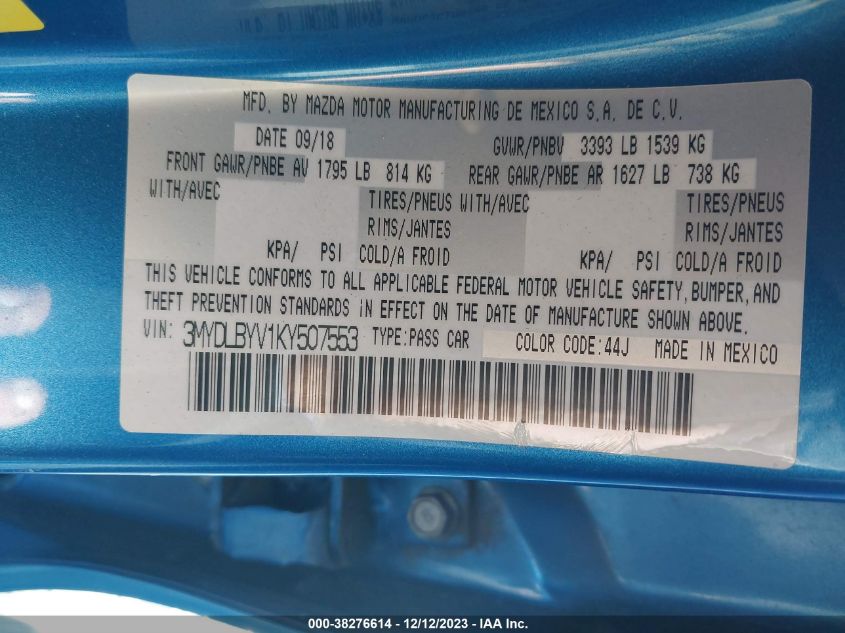 MFD. BY MAZDA MOTOR MANUFACTURING DE MEXICO S.A. DE C.V.
DATE 09/18 GVWR/PNBV 3393 LB 1539 KG
FRONT GAWR/PNBE AV 1795 LB 814 KG REAR GAWR/PNBE AR 1627 LB 738 KG
WITH/AVEC TIRES/PNEUS WITH/AVEC TIRES/PNEUS
RIMS/JANTES RIMS/JANTES
KPA/ PSI COLD/A FROID KPA/ PSI COLD/A FROID
THIS VEHICLE CONFORMS TO ALL APPLICABLE FEDERAL MOTOR VEHICLE SAFETY, BUMPER, AND
THEFT PREVENTION STANDARDS IN EFFECT ON THE DATE OF MANUFACTURE SHOWN ABOVE.
VIN: 3MYDLBYV1KY507553 TYPE:PASS CAR COLOR CODE:44J MADE IN MEXICO
000-38276614 - 12/12/2023 - IAA Inc.